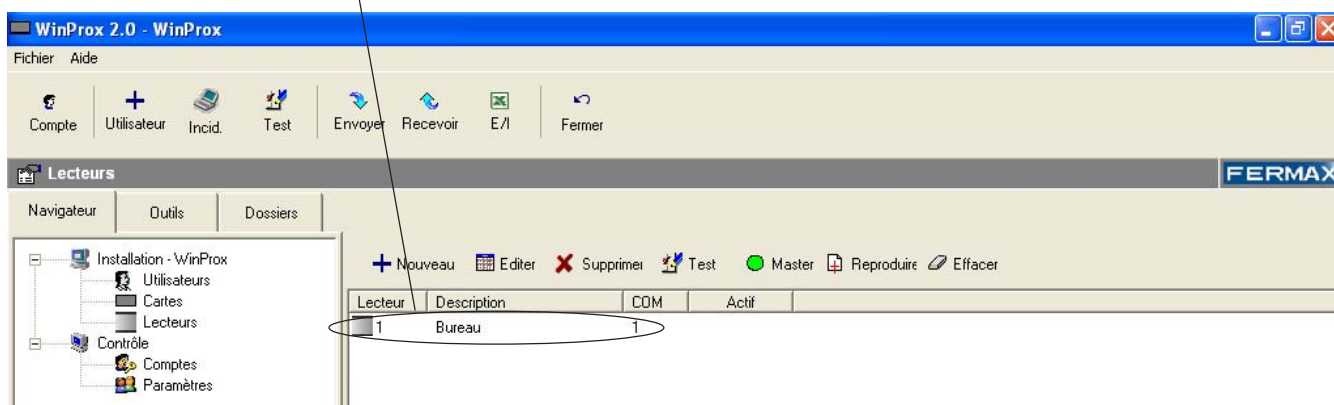 WinProx 2.0 - WinProx
Fichier Aide
Compte Utilisateur Incid. Test Envoyer Recevoir E/I Fermer
Lecteurs FERMAX
Navigateur Outils Dossiers
Installation - WinProx
Utilisateurs
Cartes
Lecteurs
Contrôle
Comptes
Paramètres
Nouveau Editer Supprimer Test Master Reproduire Effacer
Lecteur Description COM Actif
1 Bureau 1